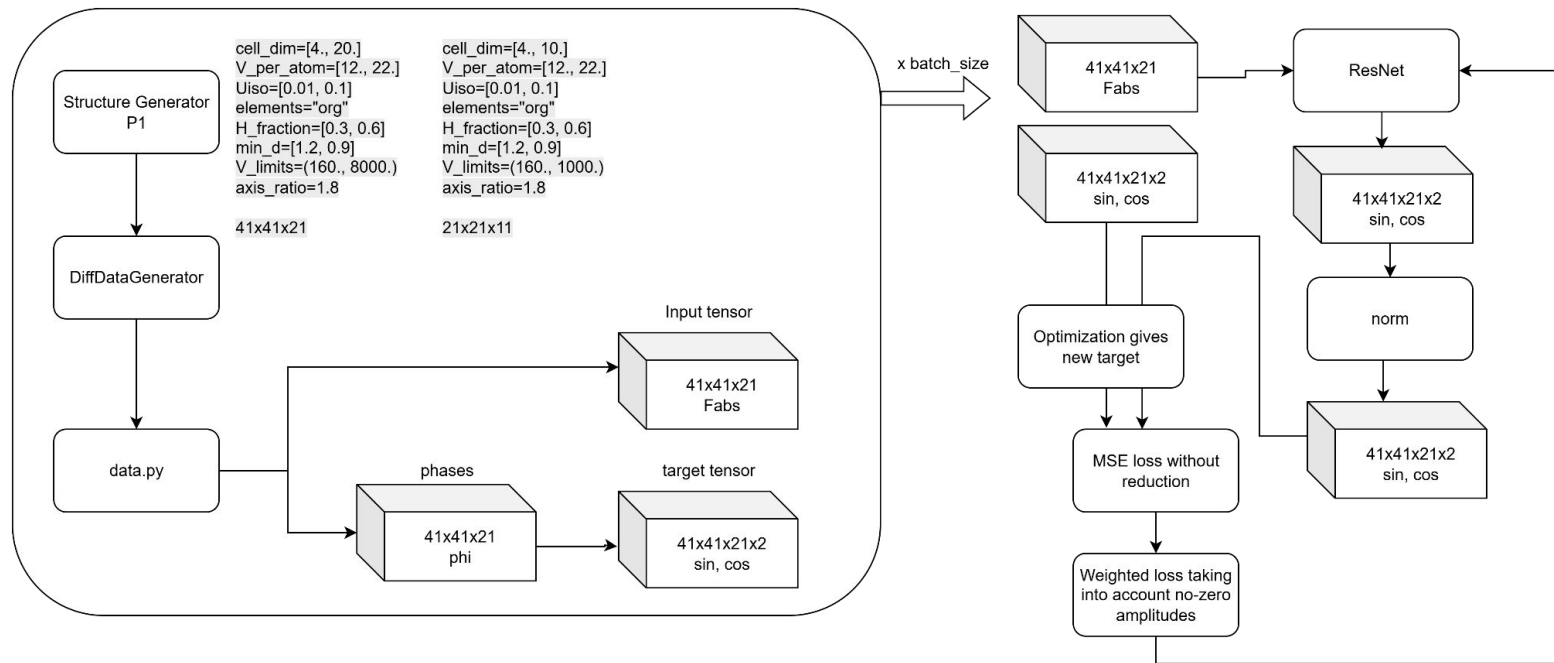 Structure Generator
P1
DiffDataGenerator
data.py
cell_dim=[4., 20.]
V_per_atom=[12., 22.]
Uiso=[0.01, 0.1]
elements="org"
H_fraction=[0.3, 0.6]
min_d=[1.2, 0.9]
V_limits=(160., 8000.)
axis_ratio=1.8
41x41x21
cell_dim=[4., 10.]
V_per_atom=[12., 22.]
Uiso=[0.01, 0.1]
elements="org"
H_fraction=[0.3, 0.6]
min_d=[1.2, 0.9]
V_limits=(160., 1000.)
axis_ratio=1.8
21x21x11
Input tensor
41x41x21
Fabs
phases
41x41x21
phi
target tensor
41x41x21x2
sin, cos
x batch_size
41x41x21
Fabs
41x41x21x2
sin, cos
Optimization gives
new target
MSE loss without
reduction
Weighted loss taking
into account no-zero
amplitudes
ResNet
41x41x21x2
sin, cos
norm
41x41x21x2
sin, cos